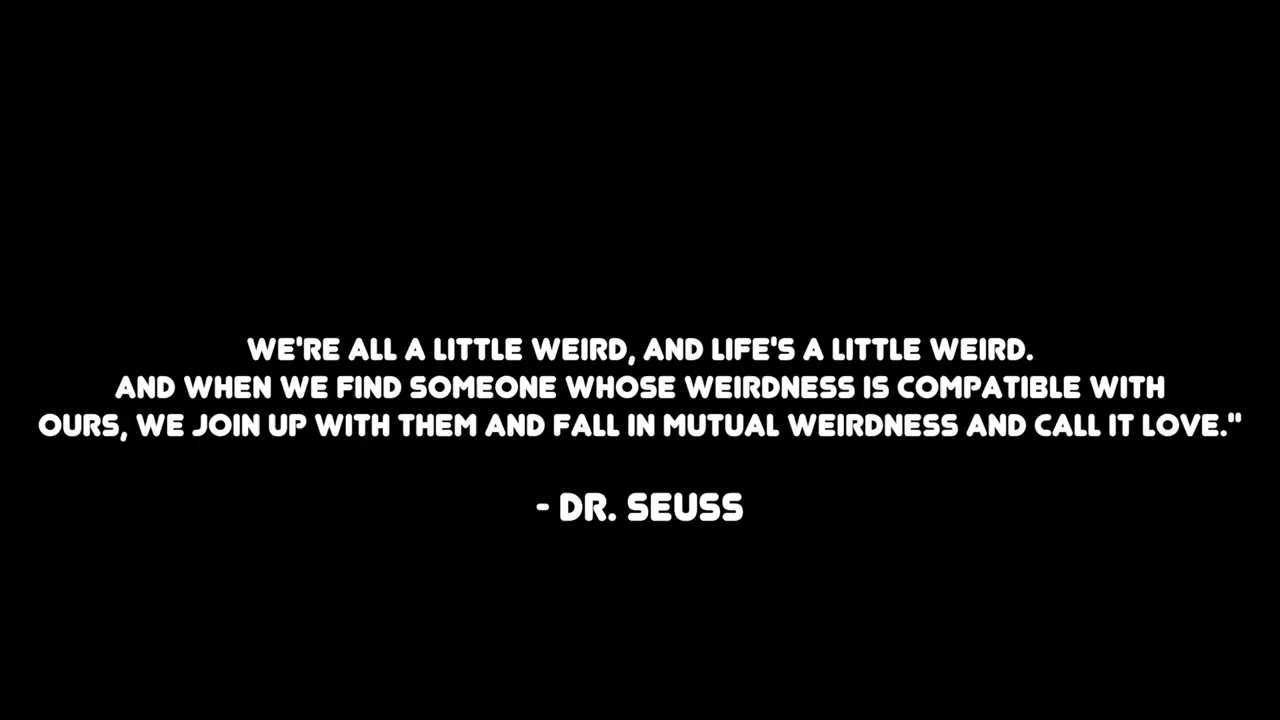 WE'RE ALL A LITTLE WEIRD, AND LIFE'S A LITTLE WEIRD.
AND WHEN WE FIND SOMEONE WHOSE WEIRDNESS IS COMPATIBLE WITH
OURS, WE JOIN UP WITH THEM AND FALL IN MUTUAL WEIRDNESS AND CALL IT LOVE."
- DR. SEUSS